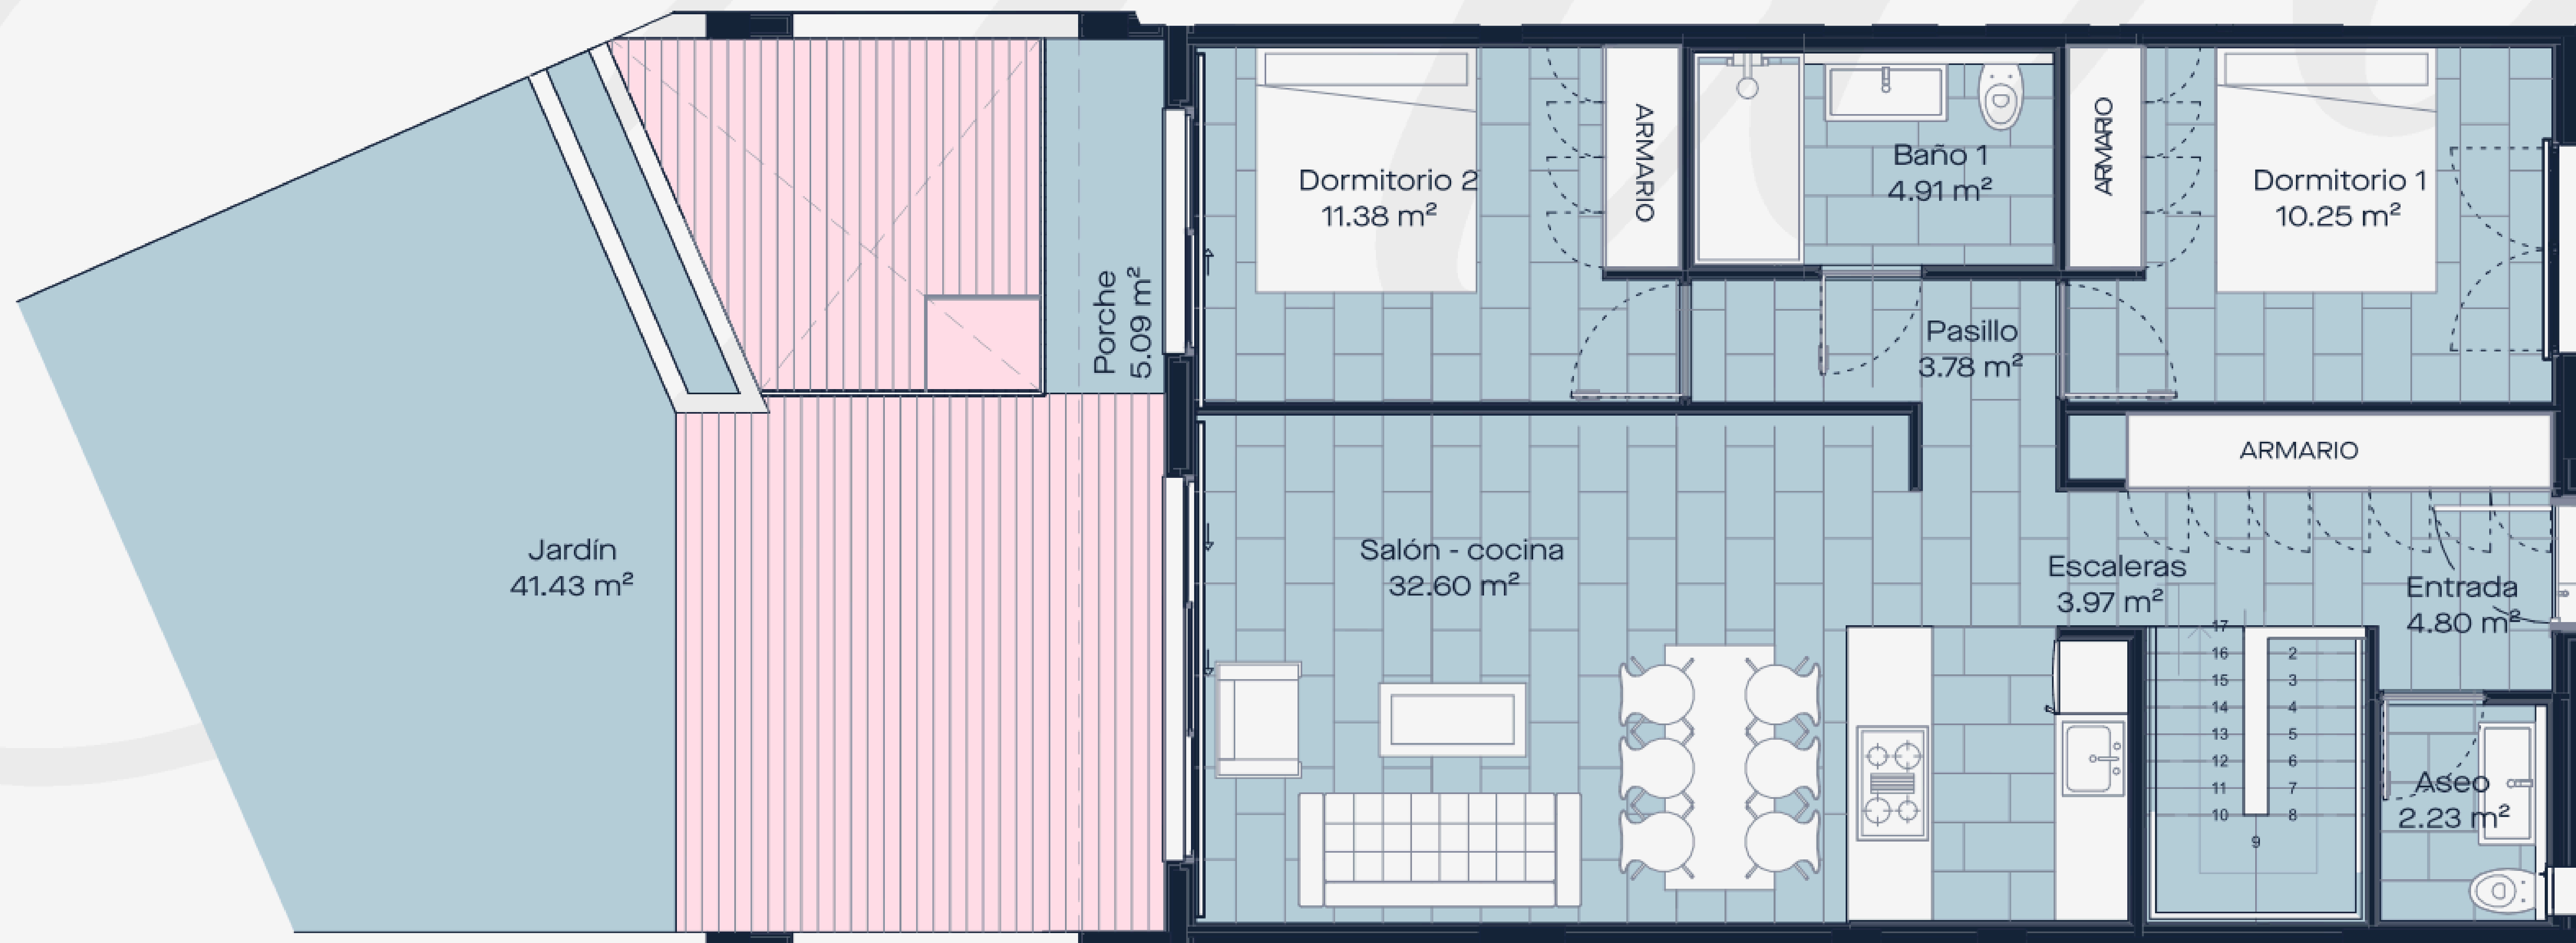 Dormitorio 2
11.38 m²
ARMARIO
Baño 1
4.91 m²
ARMARIO
Dormitorio 1
10.25 m²
Porche
5.09 m²
Pasillo
3.78 m²
ARMARIO
Jardín
41.43 m²
Salón - cocina
32.60 m²
Escaleras
3.97 m²
Entrada
4.80 m²
17
16 2
15 3
14 4
13 5
12 6
11 7
10 8
9
Aseo
2.23 m²